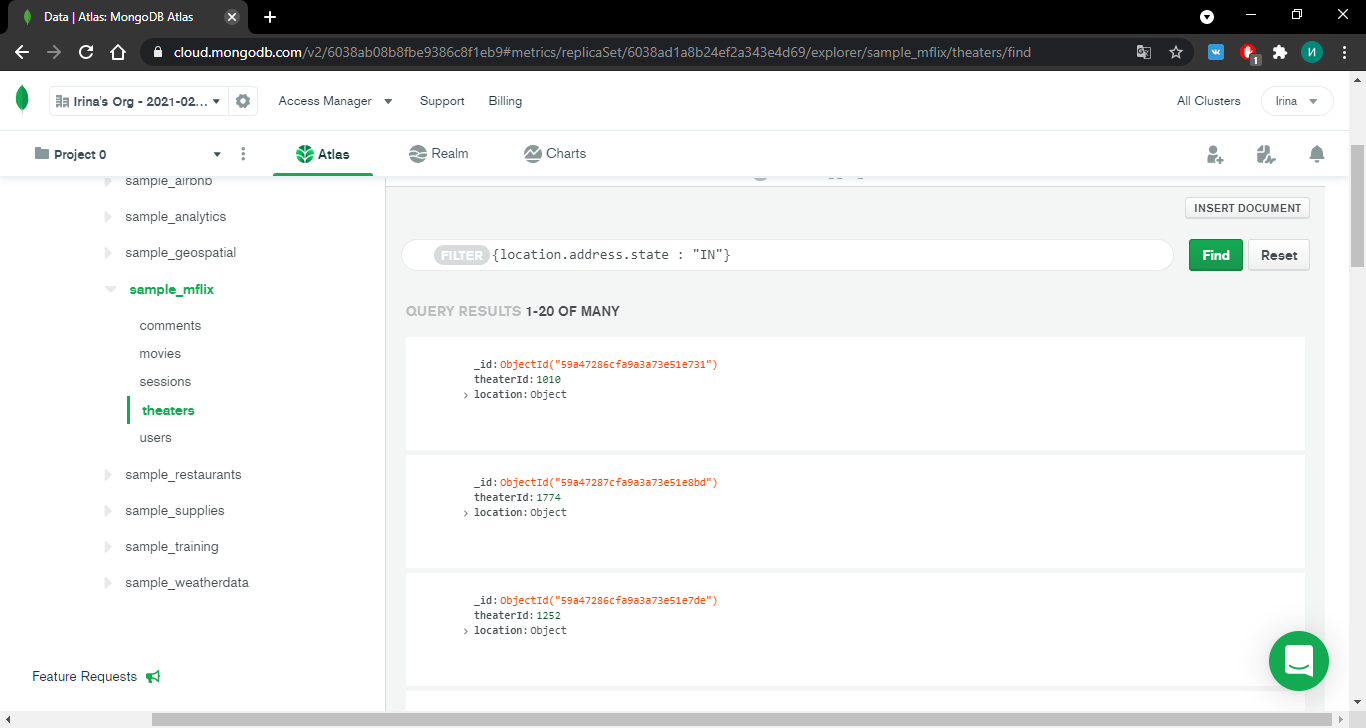 Data | Atlas: MongoDB Atlas
cloud.mongodb.com/v2/6038ab08b8fbe9386c8f1eb9#metrics/replicaSet/6038ad1a8b24ef2a343e4d69/explorer/sample_mflix/theaters/find
1
И
Irina's Org - 2021-02...
Access Manager
Support
Billing
All Clusters
Irina
Project 0
Atlas
Realm
Charts
sample_airbnb
sample_analytics
sample_geospatial
sample_mflix
comments
movies
sessions
theaters
users
sample_restaurants
sample_supplies
sample_training
sample_weatherdata
Feature Requests
INSERT DOCUMENT
FILTER {location.address.state : "IN"}
Find
Reset
QUERY RESULTS 1-20 OF MANY
_id: ObjectId("59a47286cfa9a3a73e51e731")
theaterId: 1010
location: Object
_id: ObjectId("59a47287cfa9a3a73e51e8bd")
theaterId: 1774
location: Object
_id: ObjectId("59a47286cfa9a3a73e51e7de")
theaterId: 1252
location: Object